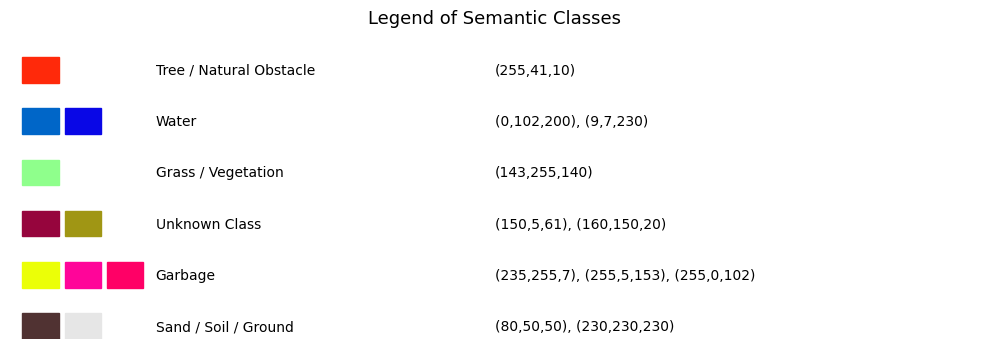 Legend of Semantic Classes
Tree / Natural Obstacle (255,41,10)
Water (0,102,200), (9,7,230)
Grass / Vegetation (143,255,140)
Unknown Class (150,5,61), (160,150,20)
Garbage (235,255,7), (255,5,153), (255,0,102)
Sand / Soil / Ground (80,50,50), (230,230,230)